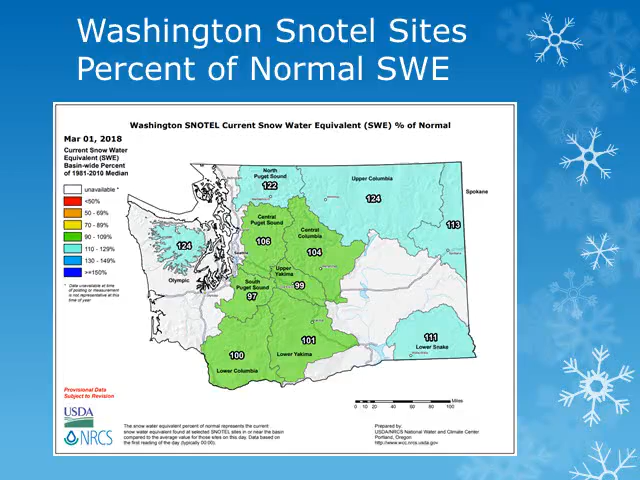 Washington Snotel Sites
Percent of Normal SWE
Washington SNOTEL Current Snow Water Equivalent (SWE) % of Normal
Mar 01, 2018
Current Snow Water
Equivalent (SWE)
Basin-wide Percent
of 1981-2010 Median
unavailable *
<50%
50 - 69%
70 - 89%
90 - 109%
110 - 129%
130 - 149%
>=150%
* Data unavailable at time
of posting or measurement
is not representative at this
time of year
North
Puget Sound
122
Upper Columbia
124
Spokane
113
Central
Puget Sound
106
Central
Columbia
104
124
Olympic
Upper
Yakima
99
South
Puget Sound
97
101
Lower Yakima
100
Lower Columbia
111
Lower Snake
Provisional Data
Subject to Revision
USDA
NRCS
Miles
0 10 20 40 60 80 100
The snow water equivalent percent of normal represents the current
snow water equivalent found at selected SNOTEL sites in or near the basin
compared to the average value for those sites on this day. Data based on
the first reading of the day (typically 00:00).
Prepared by:
USDA/NRCS National Water and Climate Center
Portland, Oregon
http://www.wcc.nrcs.usda.gov